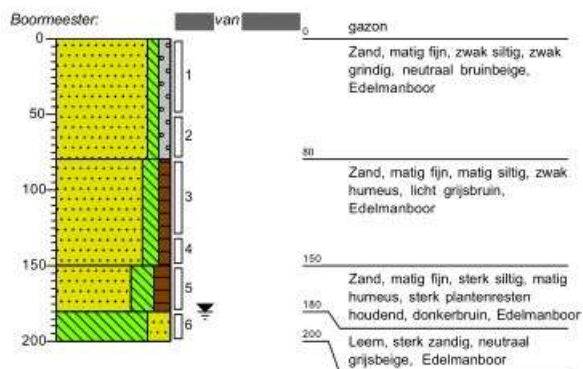 Boormeester: van
0
50
100
150
200
1
2
3
4
5
6
0 gazon
Zand, matig fijn, zwak siltig, zwak
grindig, neutraal bruinbeige,
Edelmanboor
80
Zand, matig fijn, matig siltig, zwak
humeus, licht grijsbruin,
Edelmanboor
150
Zand, matig fijn, sterk siltig, matig
humeus, sterk plantenresten
houdend, donkerbruin, Edelmanboor
180
Leem, sterk zandig, neutraal
grijsbeige, Edelmanboor
200